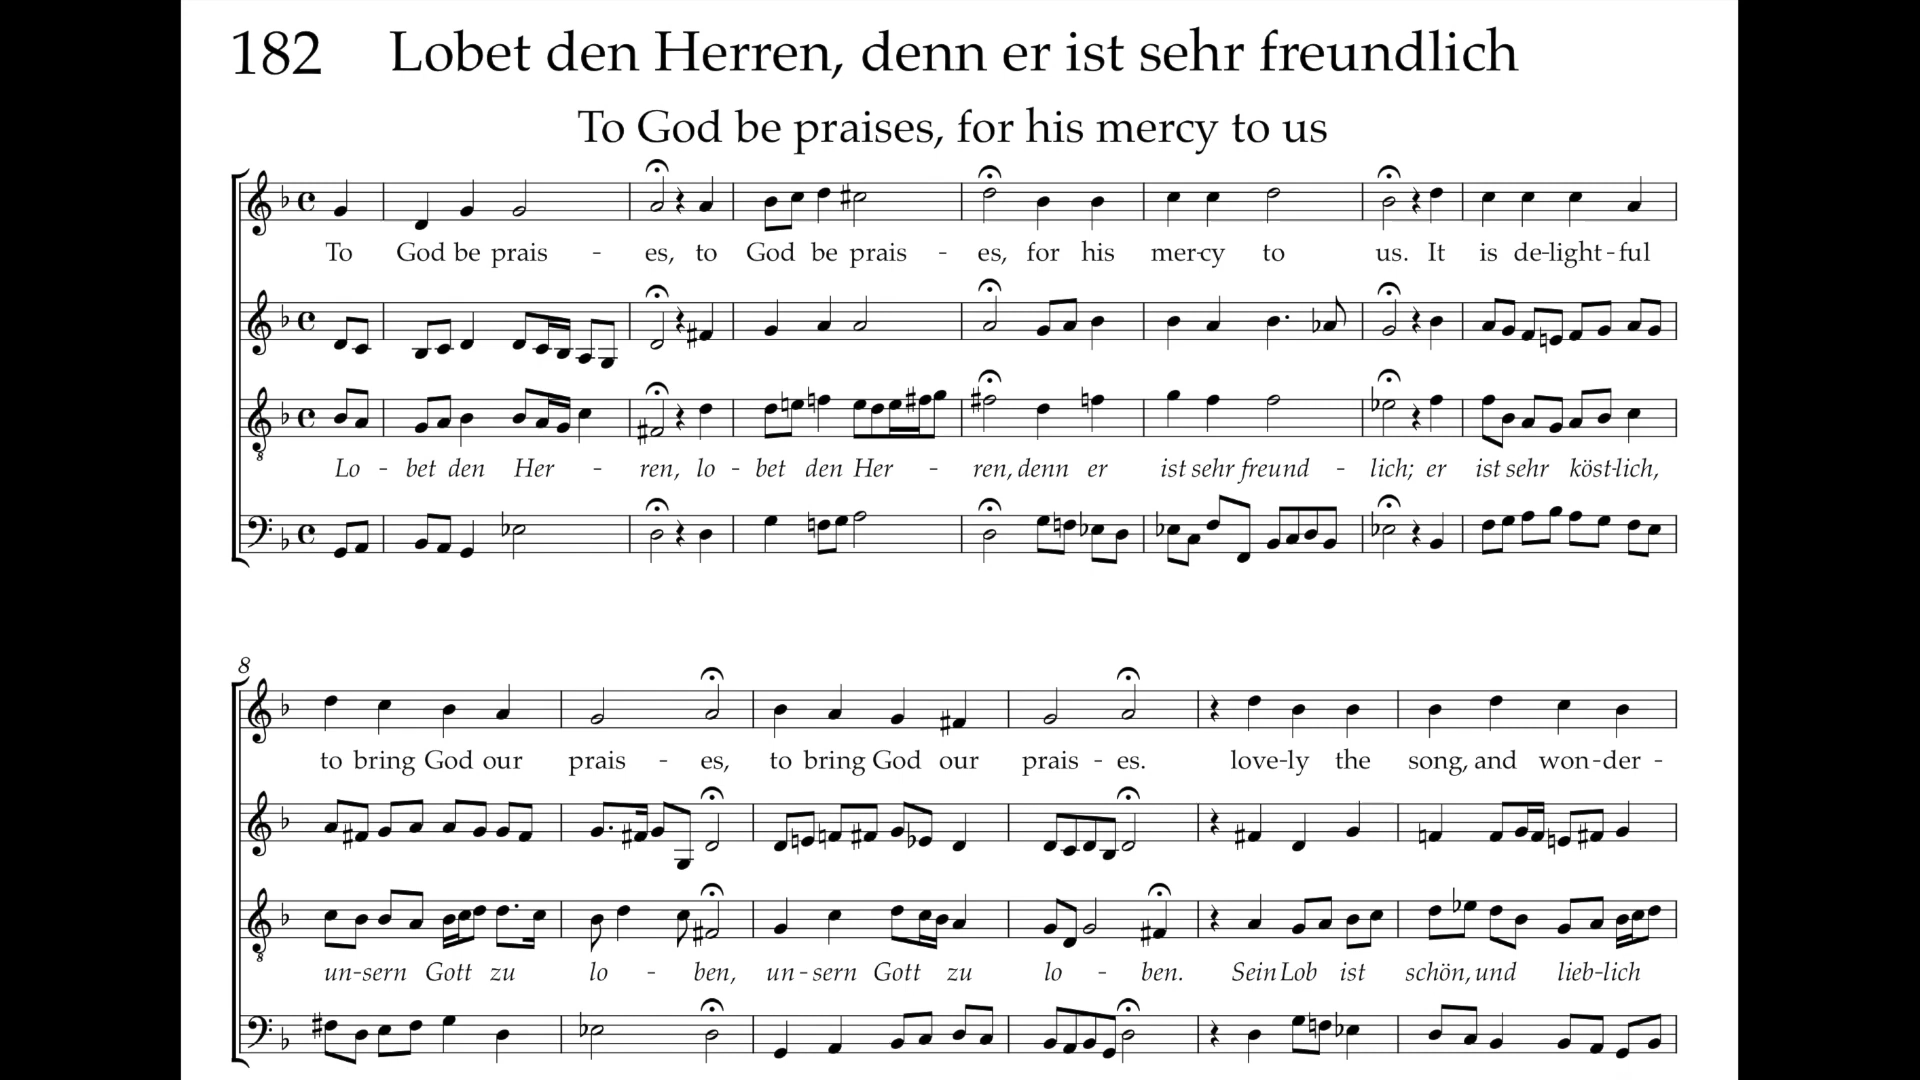 182 Lobet den Herren, denn er ist sehr freundlich
To God be praises, for his mercy to us
To God be prais - es, to God be prais - es, for his mer-cy to us. It is de-light-ful
Lo - bet den Her - ren, lo - bet den Her - ren, denn er ist sehr freund - lich; er ist sehr köst-lich,
8
to bring God our prais - es, to bring God our prais - es. love-ly the song, and won-der -
un-sern Gott zu lo - ben, un-sern Gott zu lo - ben. Sein Lob ist schön, und lieb-lich